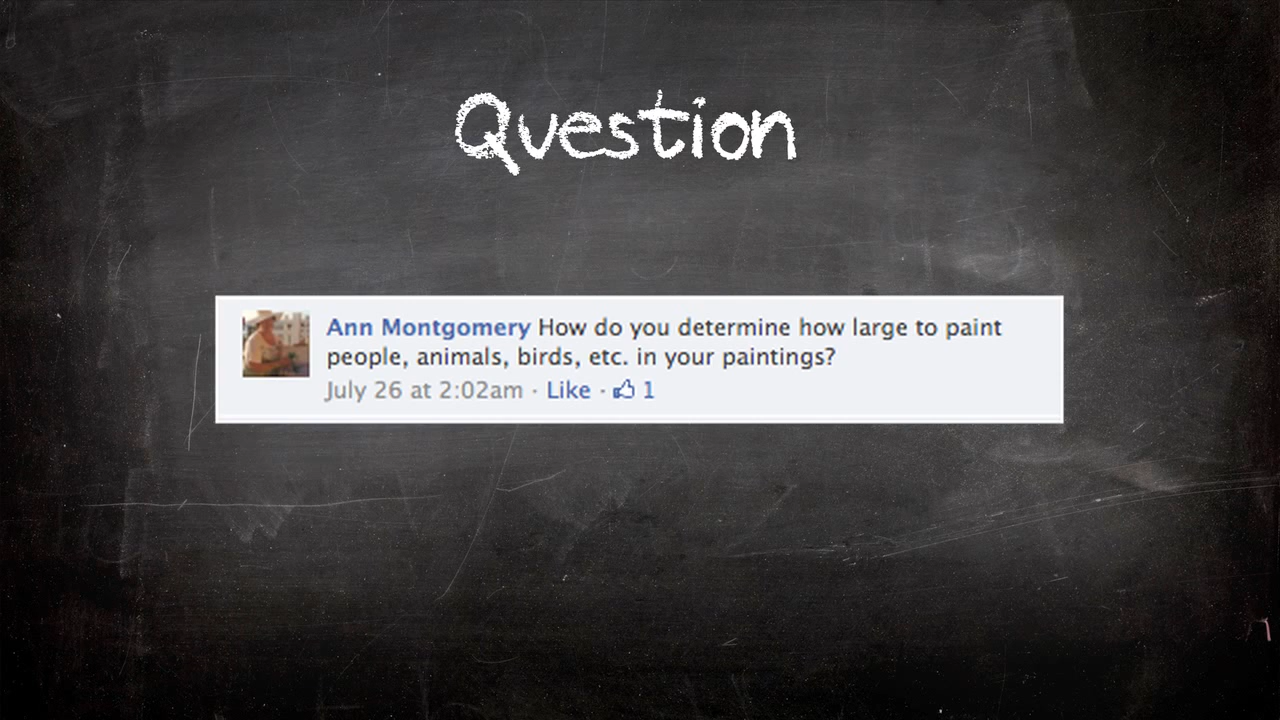 Question
Ann Montgomery How do you determine how large to paint
people, animals, birds, etc. in your paintings?
July 26 at 2:02am · Like · 1